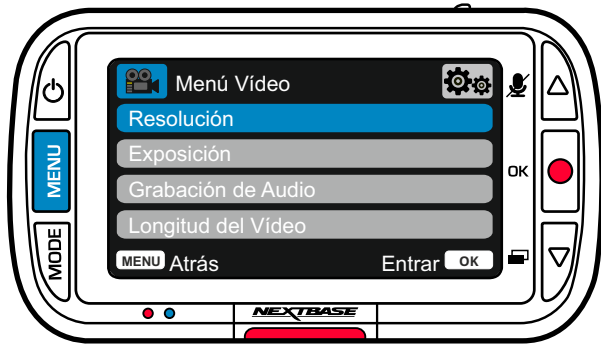 Menú Vídeo
Resolución
Exposición
Grabación de Audio
Longitud del Vídeo
MENU Atrás Entrar OK
MENU
MODE
OK
NEXTBASE